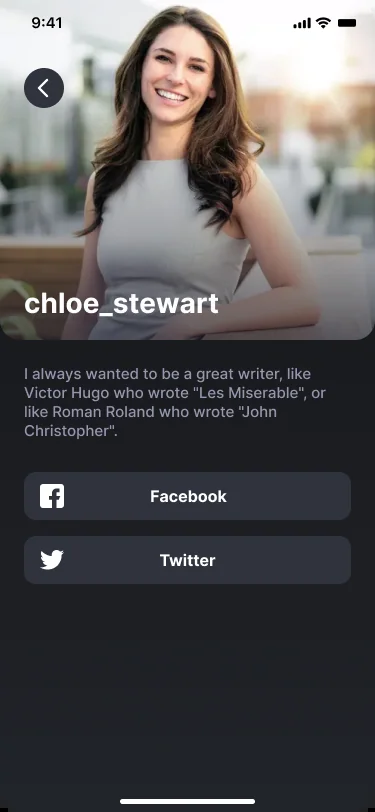 9:41
chloe_stewart
I always wanted to be a great writer, like
Victor Hugo who wrote "Les Miserable", or
like Roman Roland who wrote "John
Christopher".
Facebook
Twitter